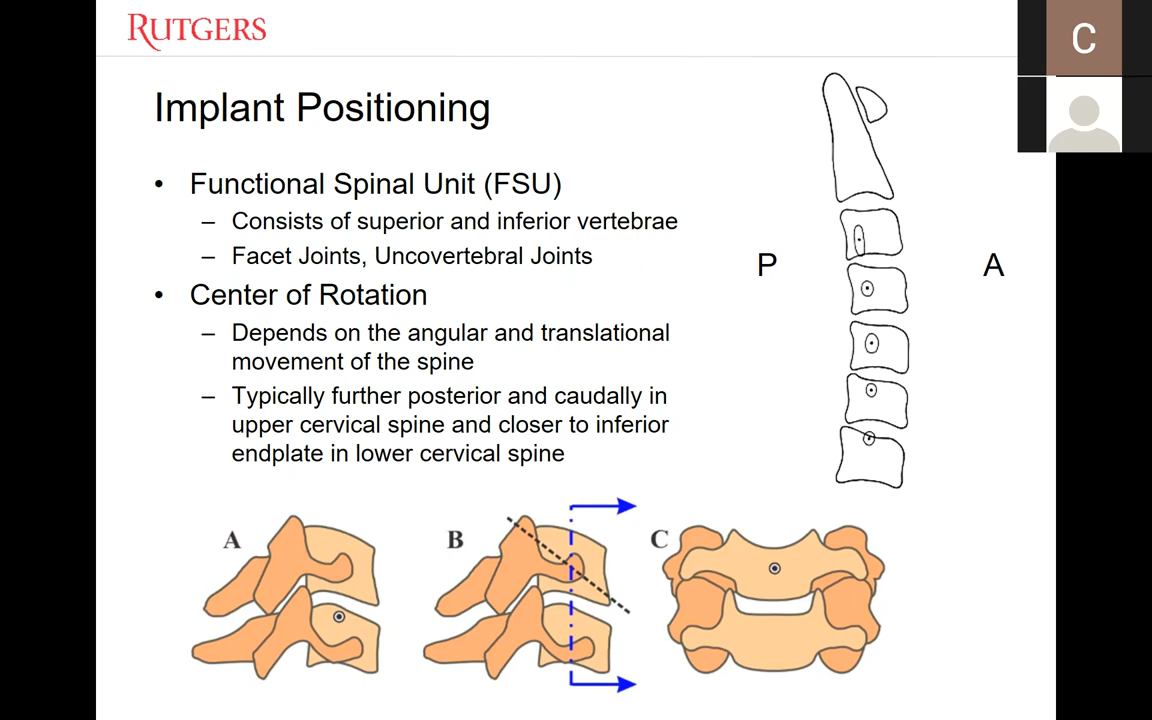 RUTGERS
C
Implant Positioning
• Functional Spinal Unit (FSU)
– Consists of superior and inferior vertebrae
– Facet Joints, Uncovertebral Joints
• Center of Rotation
– Depends on the angular and translational
movement of the spine
– Typically further posterior and caudally in
upper cervical spine and closer to inferior
endplate in lower cervical spine
P
A
A
B
C